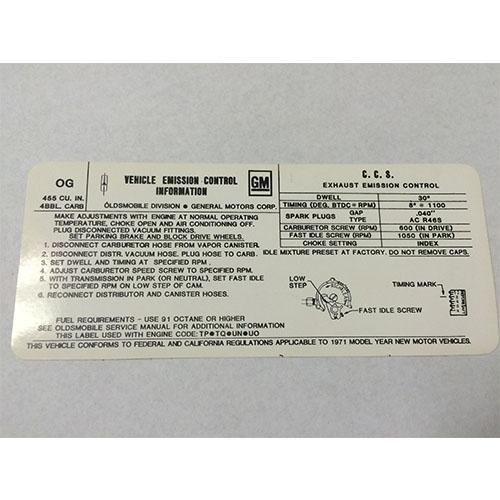 OG
455 CU. IN.
4BBL. CARB
VEHICLE EMISSION CONTROL
INFORMATION
GM
OLDSMOBILE DIVISION ● GENERAL MOTORS CORP.
MAKE ADJUSTMENTS WITH ENGINE AT NORMAL OPERATING
TEMPERATURE, CHOKE OPEN AND AIR CONDITIONING OFF.
PLUG DISCONNECTED VACUUM FITTINGS.
SET PARKING BRAKE AND BLOCK DRIVE WHEELS.
C. C. S.
EXHAUST EMISSION CONTROL
DWELL 30°
TIMING (DEG. BTDC = RPM) 8° = 1100
SPARK PLUGS GAP .040"
TYPE AC R46S
CARBURETOR SCREW (RPM) 600 (IN DRIVE)
FAST IDLE SCREW (RPM) 1050 (IN PARK)
CHOKE SETTING INDEX
1. DISCONNECT CARBURETOR HOSE FROM VAPOR CANISTER.
2. DISCONNECT DISTR. VACUUM HOSE. PLUG HOSE TO CARB. IDLE MIXTURE PRESET AT FACTORY. DO NOT REMOVE CAPS.
3. SET DWELL AND TIMING AT SPECIFIED RPM.
4. ADJUST CARBURETOR SPEED SCREW TO SPECIFIED RPM.
5. WITH TRANSMISSION IN PARK (OR NEUTRAL), SET FAST IDLE
TO SPECIFIED RPM ON LOW STEP OF CAM.
6. RECONNECT DISTRIBUTOR AND CANISTER HOSES.
LOW
STEP
TIMING MARK
FAST IDLE SCREW
FUEL REQUIREMENTS - USE 91 OCTANE OR HIGHER
SEE OLDSMOBILE SERVICE MANUAL FOR ADDITIONAL INFORMATION
THIS LABEL USED WITH ENGINE CODE: TP●TQ●UN●UO
THIS VEHICLE CONFORMS TO FEDERAL AND CALIFORNIA REGULATIONS APPLICABLE TO 1971 MODEL YEAR NEW MOTOR VEHICLES.